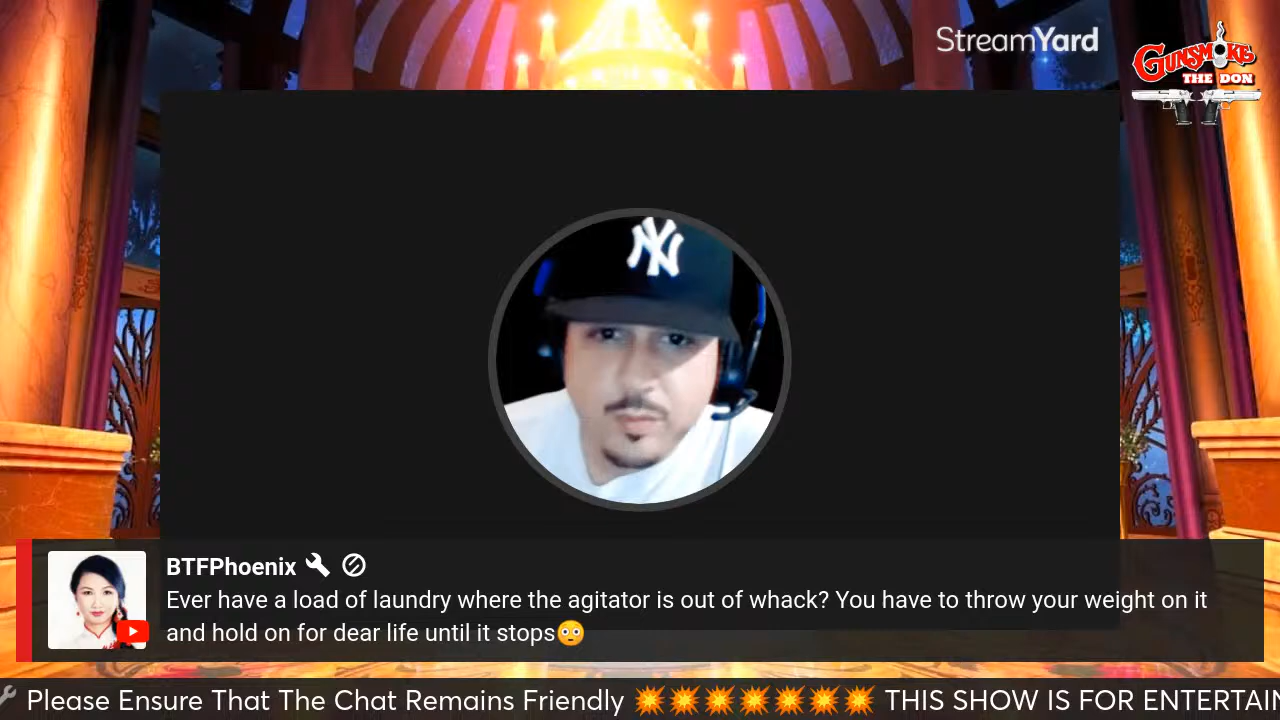 StreamYard
GUNSMOKE
THE DON
NY
BTFPhoenix
Ever have a load of laundry where the agitator is out of whack? You have to throw your weight on it
and hold on for dear life until it stops😳
Please Ensure That The Chat Remains Friendly 💥💥💥💥💥💥💥 THIS SHOW IS FOR ENTERTAIN